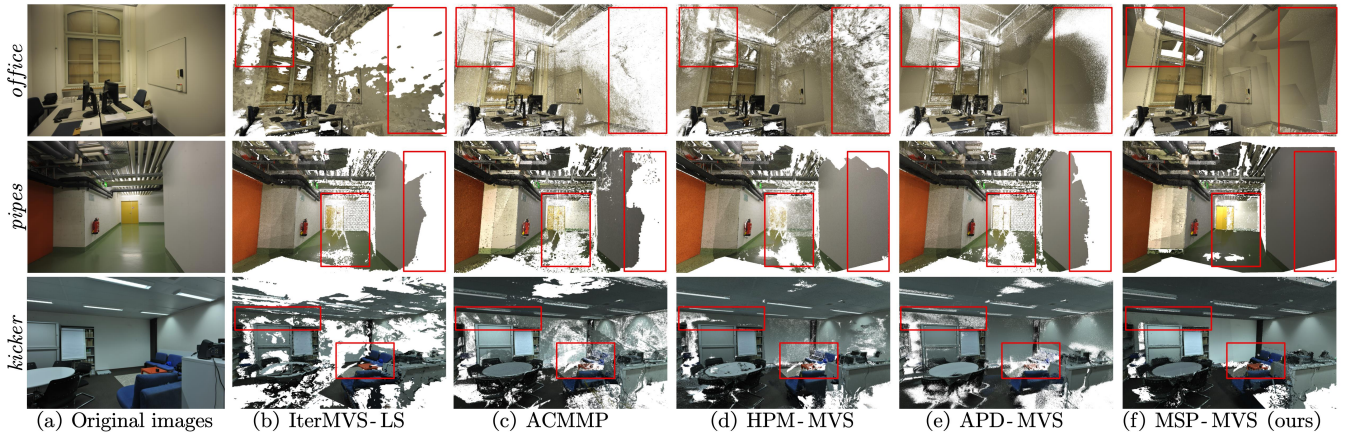 office
pipes
kicker
(a) Original images (b) IterMVS-LS (c) ACMMP (d) HPM-MVS (e) APD-MVS (f) MSP-MVS (ours)